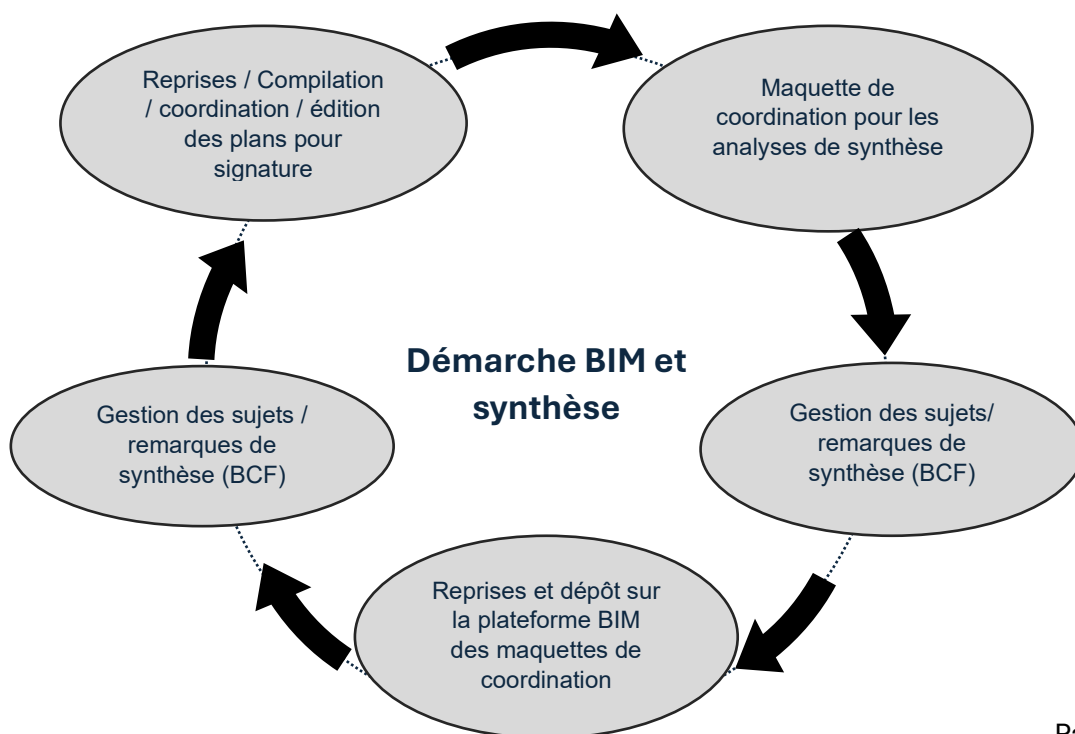 Reprises / Compilation
/ coordination / édition
des plans pour
signature
Maquette de
coordination pour les
analyses de synthèse
Démarche BIM et
synthèse
Gestion des sujets /
remarques de
synthèse (BCF)
Gestion des sujets/
remarques de
synthèse (BCF)
Reprises et dépôt sur
la plateforme BIM
des maquettes de
coordination